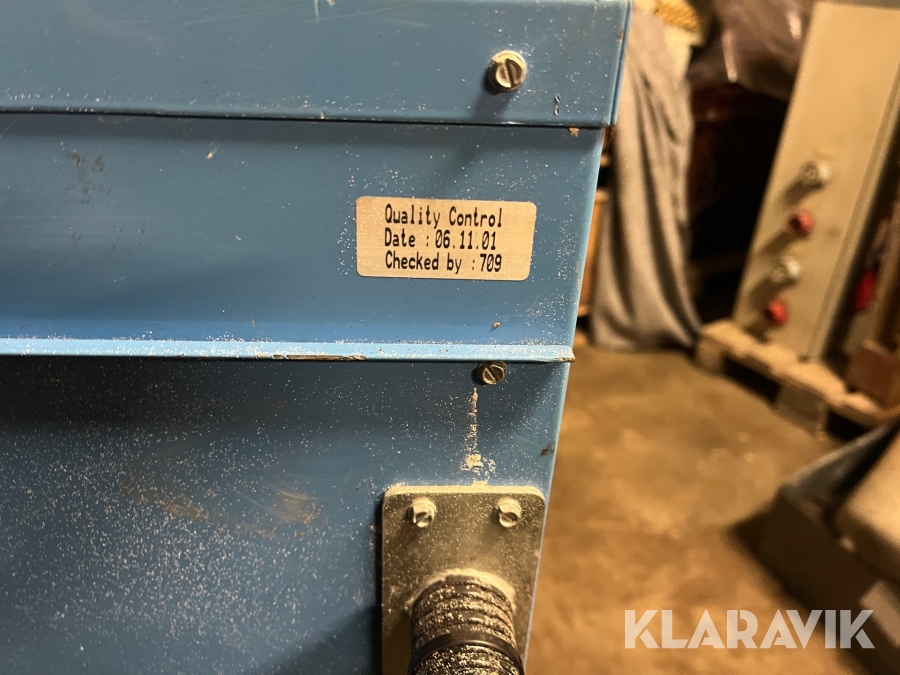 Quality Control
Date : 06.11.01
Checked by : 709
KLARAVIK